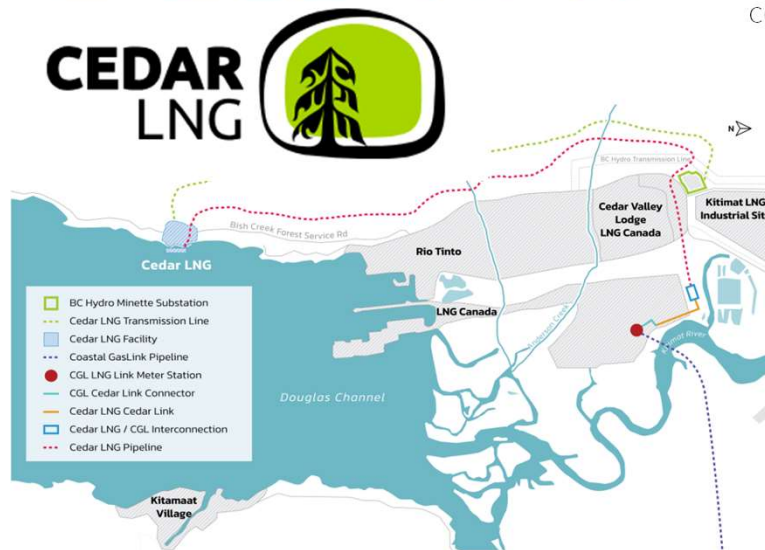 CEDAR
LNG
C
N
BC Hydro Transmission Line
Kitimat LNG
Industrial Sit
Cedar Valley
Lodge
LNG Canada
Bish Creek Forest Service Rd
Rio Tinto
Cedar LNG
LNG Canada
Anderson Creek
Kitimat River
Douglas Channel
BC Hydro Minette Substation
Cedar LNG Transmission Line
Cedar LNG Facility
Coastal GasLink Pipeline
CGL LNG Link Meter Station
CGL Cedar Link Connector
Cedar LNG Cedar Link
Cedar LNG / CGL Interconnection
Cedar LNG Pipeline
Kitamaat
Village